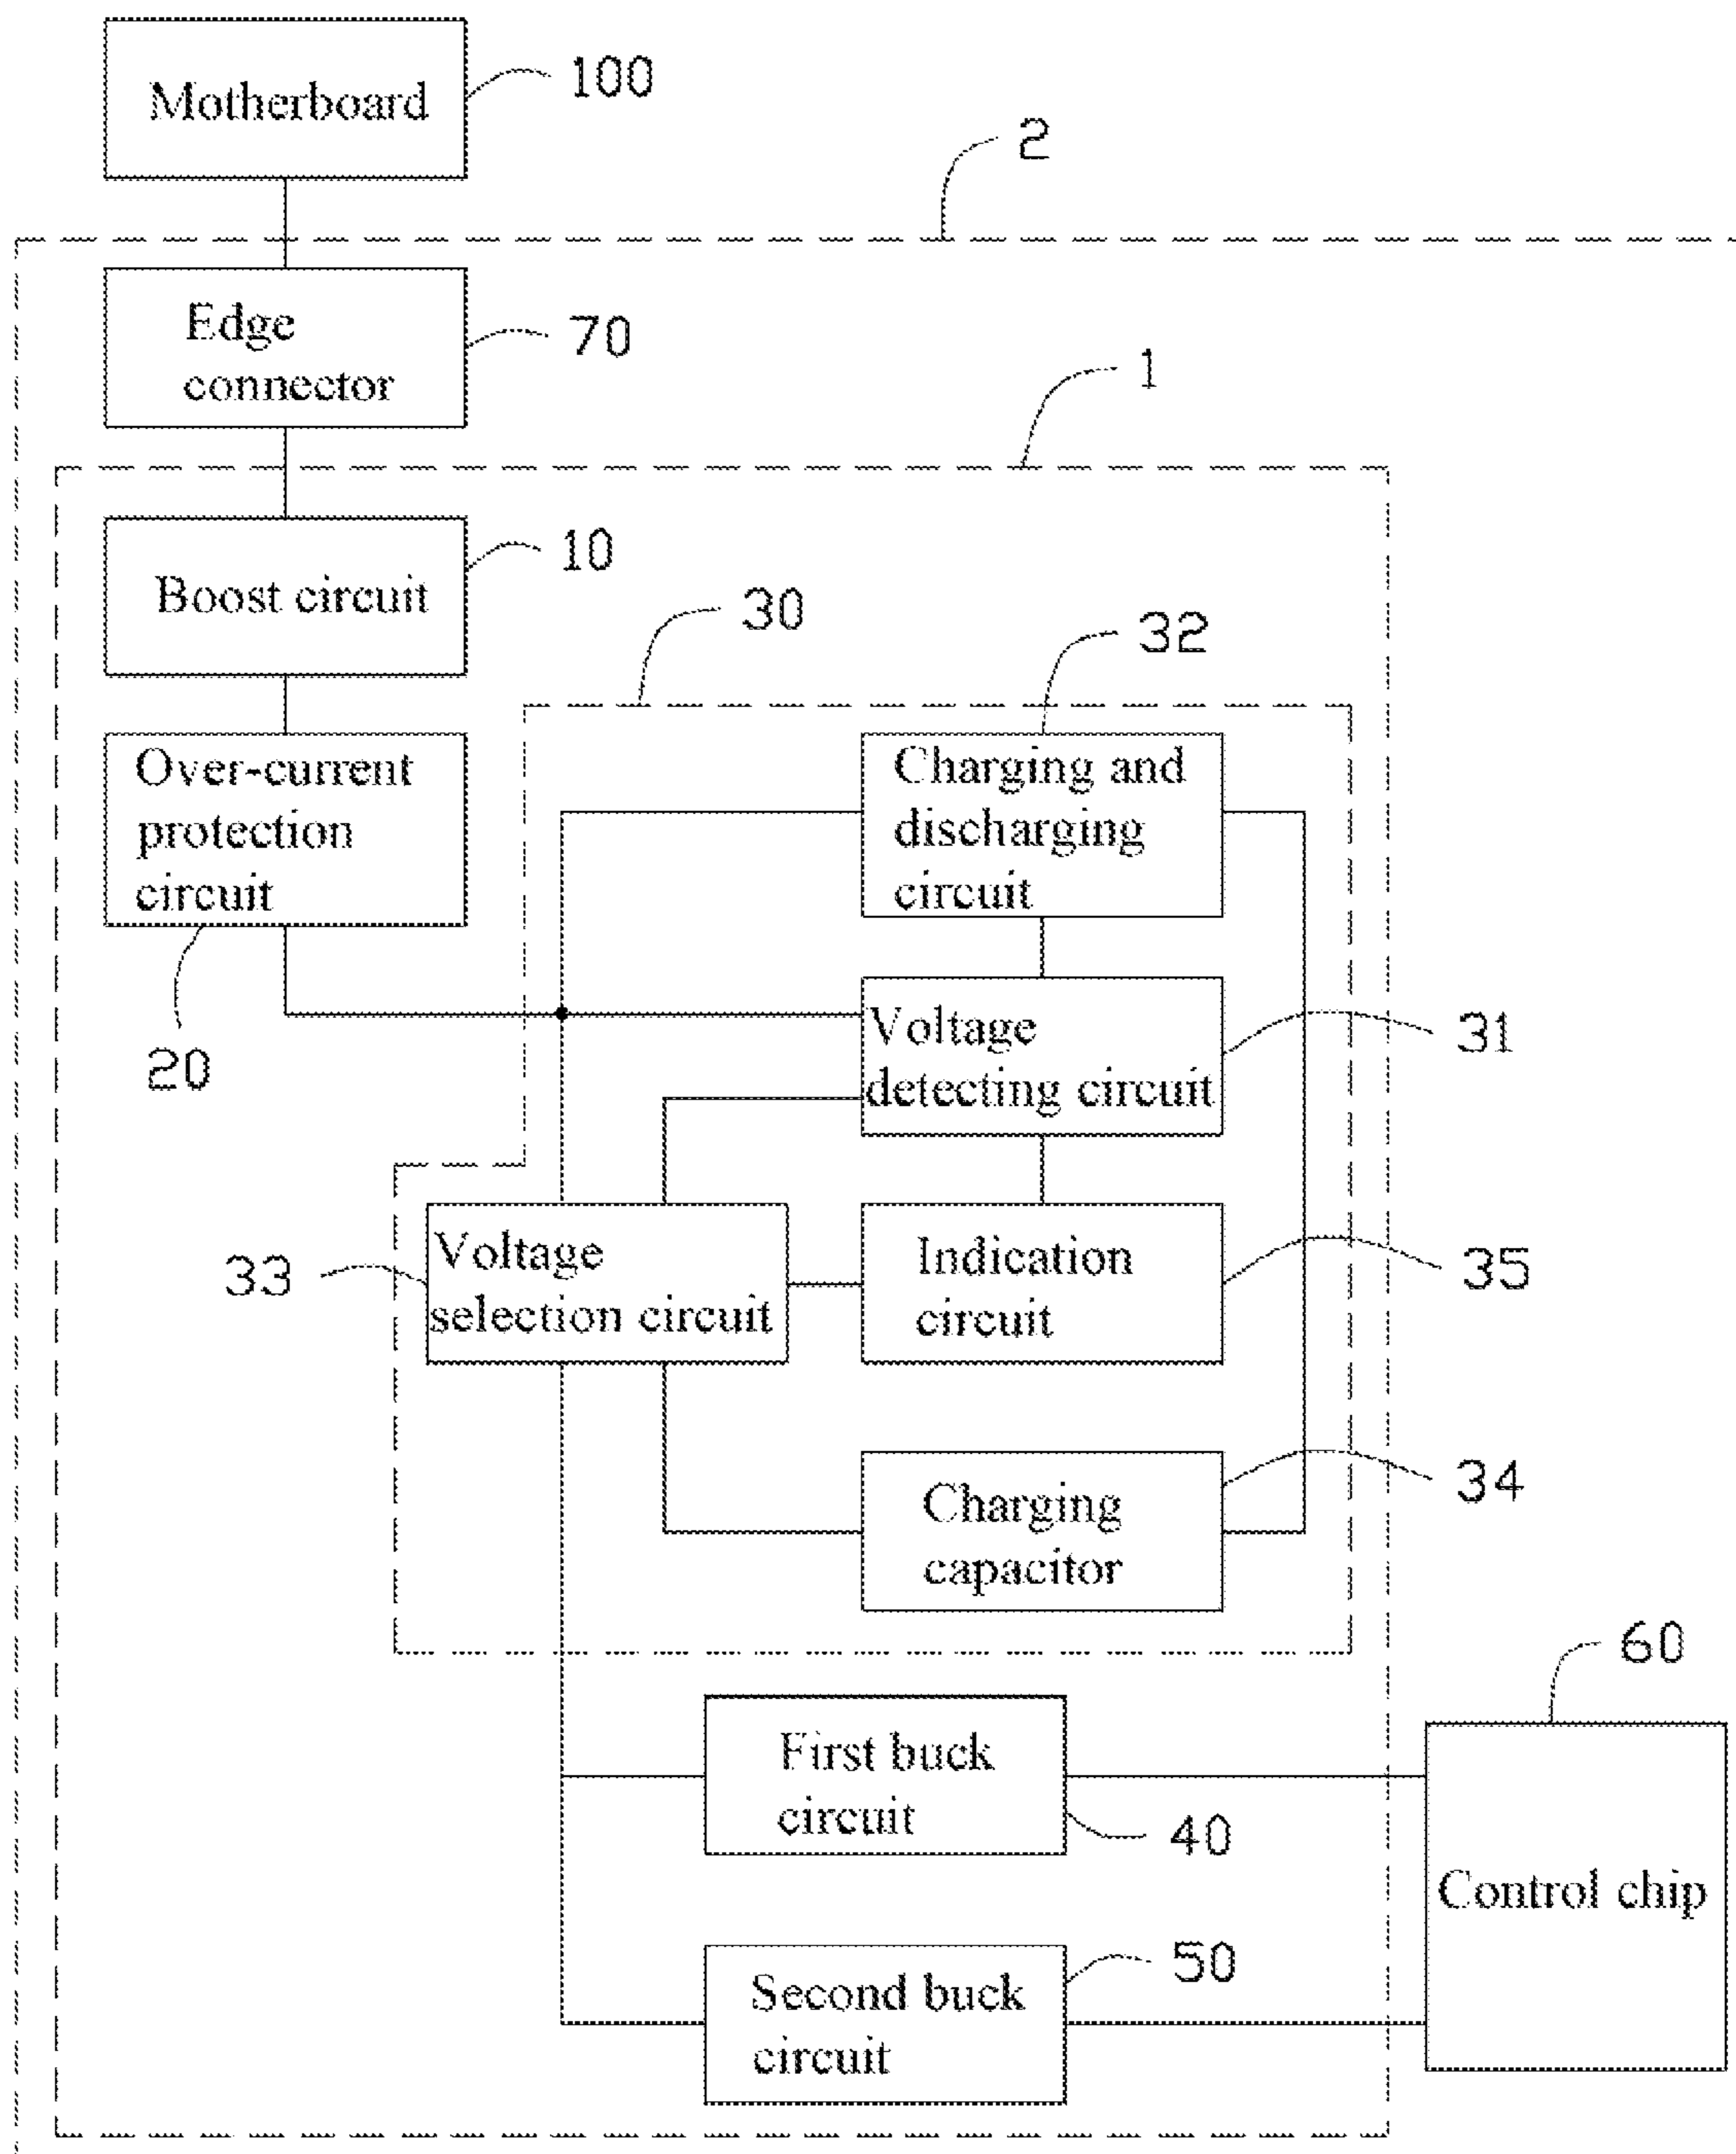 Motherboard
100
2
Edge
connector
70
1
Boost circuit
10
30
32
Over-current
protection
circuit
20
Charging and
discharging
circuit
Voltage
detecting circuit
31
33
Voltage
selection circuit
Indication
circuit
35
Charging
capacitor
34
60
First buck
circuit
40
Control chip
Second buck
circuit
50